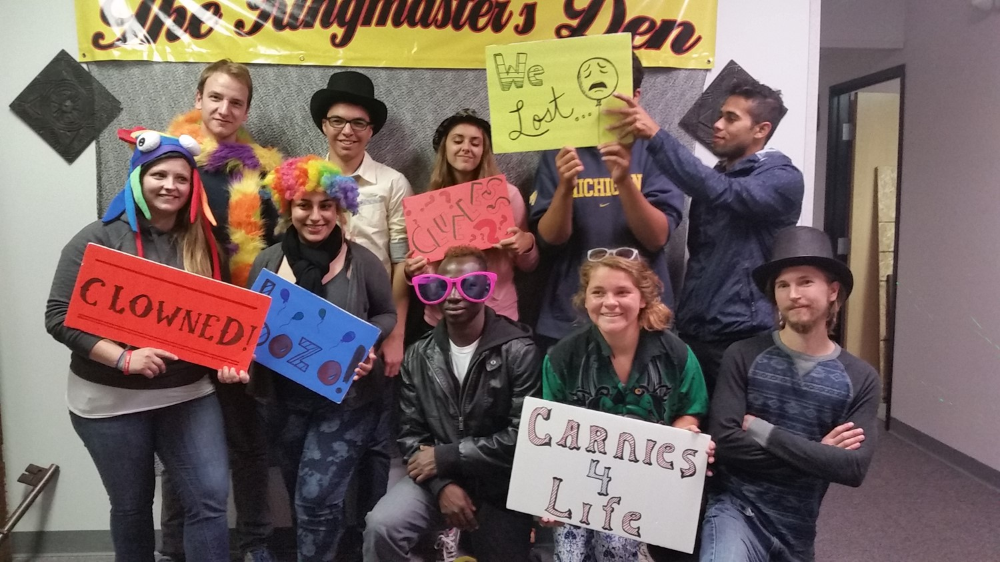 The Ringmaster's Den
We
Lost...
CLUELESS
?
MICHIGAN
CLOWNED!
BOZO!
CARNIES
4
Life